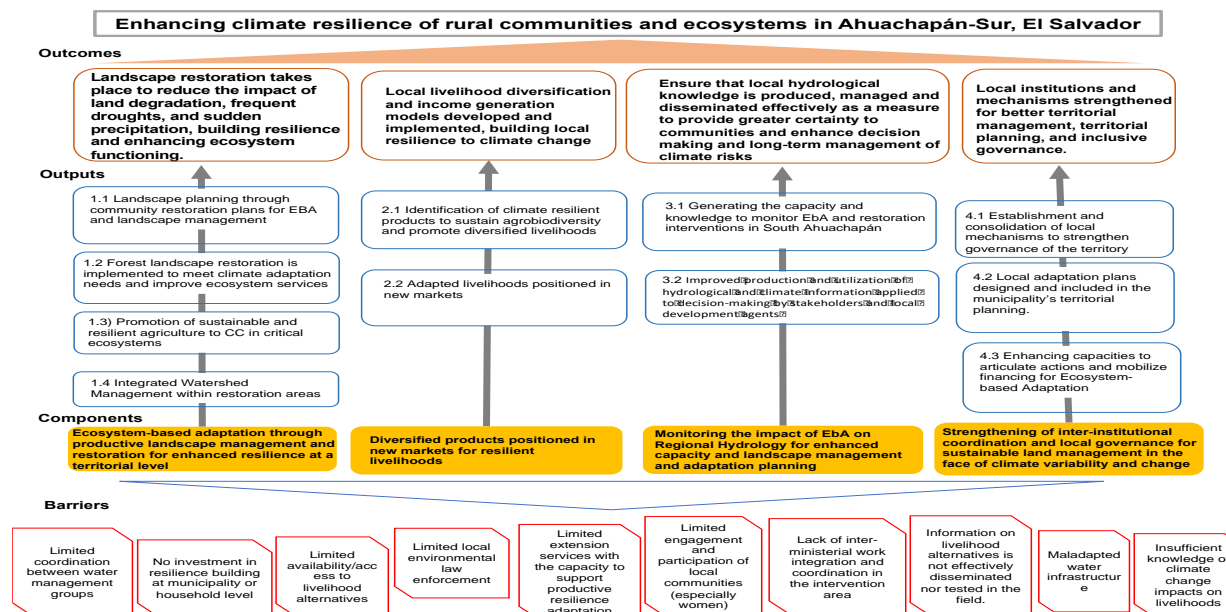 Enhancing climate resilience of rural communities and ecosystems in Ahuachapán-Sur, El Salvador
Outcomes
Landscape restoration takes
place to reduce the impact of
land degradation, frequent
droughts, and sudden
precipitation, building resilience
and enhancing ecosystem
functioning.
Local livelihood diversification
and income generation
models developed and
implemented, building local
resilience to climate change
Ensure that local hydrological
knowledge is produced, managed and
disseminated effectively as a measure
to provide greater certainty to
communities and enhance decision
making and long-term management of
climate risks
Local institutions and
mechanisms strengthened
for better territorial
management, territorial
planning, and inclusive
governance.
Outputs
1.1 Landscape planning through
community restoration plans for EBA
and landscape management
1.2 Forest landscape restoration is
implemented to meet climate adaptation
needs and improve ecosystem services
1.3) Promotion of sustainable and
resilient agriculture to CC in critical
ecosystems
1.4 Integrated Watershed
Management within restoration areas
2.1 Identification of climate resilient
products to sustain agrobiodiversity
and promote diversified livelihoods
2.2 Adapted livelihoods positioned in
new markets
3.1 Generating the capacity and
knowledge to monitor EbA and restoration
interventions in South Ahuachapán
3.2 Improved production and utilization of
hydrological and climate information applied
to decision-making by stakeholders and local
development agents
4.1 Establishment and
consolidation of local
mechanisms to strengthen
governance of the territory
4.2 Local adaptation plans
designed and included in the
municipality's territorial
planning.
4.3 Enhancing capacities to
articulate actions and mobilize
financing for Ecosystem-
based Adaptation
Components
Ecosystem-based adaptation through
productive landscape management and
restoration for enhanced resilience at a
territorial level
Diversified products positioned in
new markets for resilient
livelihoods
Monitoring the impact of EbA on
Regional Hydrology for enhanced
capacity and landscape management
and adaptation planning
Strengthening of inter-institutional
coordination and local governance for
sustainable land management in the
face of climate variability and change
Barriers
Limited
coordination
between water
management
groups
No investment in
resilience building
at municipality or
household level
Limited
availability/acc
ess to
livelihood
alternatives
Limited local
environmental
law
enforcement
Limited
extension
services with
the capacity to
support
productive
resilience
adaptation
Limited
engagement
and
participation of
local
communities
(especially
women)
Lack of inter-
ministerial work
integration and
coordination in
the intervention
area
Information on
livelihood
alternatives is
not effectively
disseminated
nor tested in the
field.
Maladapted
water
infrastructur
e
Insufficient
knowledge o
climate
change
impacts on
livelihoods